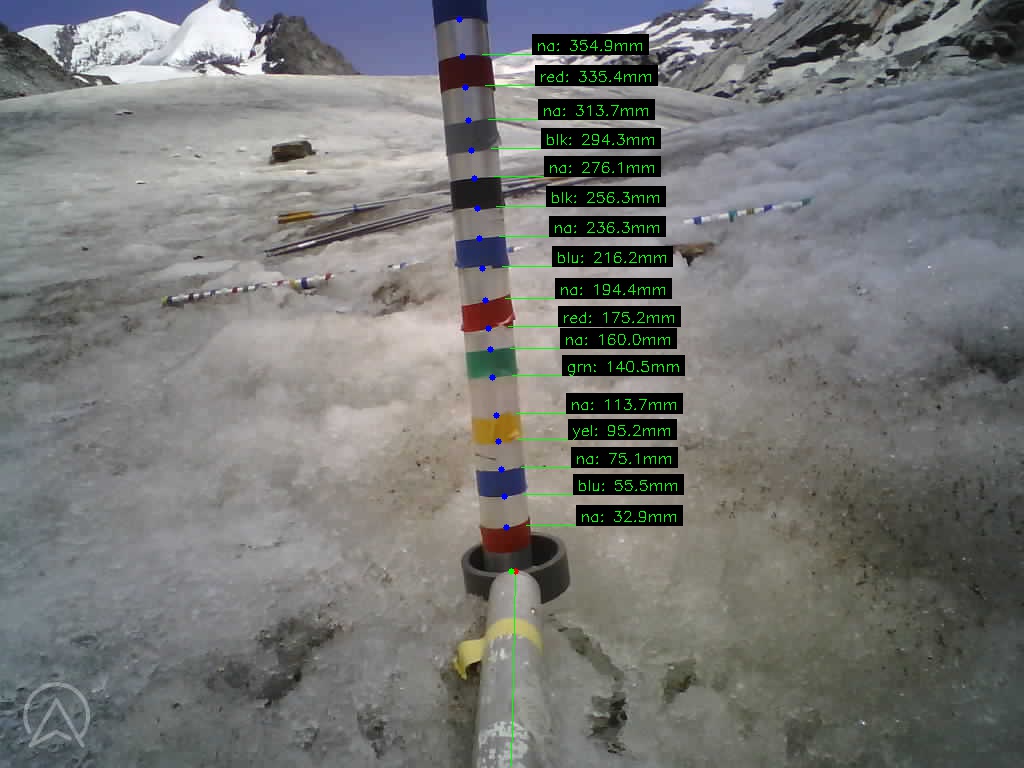 na: 354.9mm
red: 335.4mm
na: 313.7mm
blk: 294.3mm
na: 276.1mm
blk: 256.3mm
na: 236.3mm
blu: 216.2mm
na: 194.4mm
red: 175.2mm
na: 160.0mm
grn: 140.5mm
na: 113.7mm
yel: 95.2mm
na: 75.1mm
blu: 55.5mm
na: 32.9mm